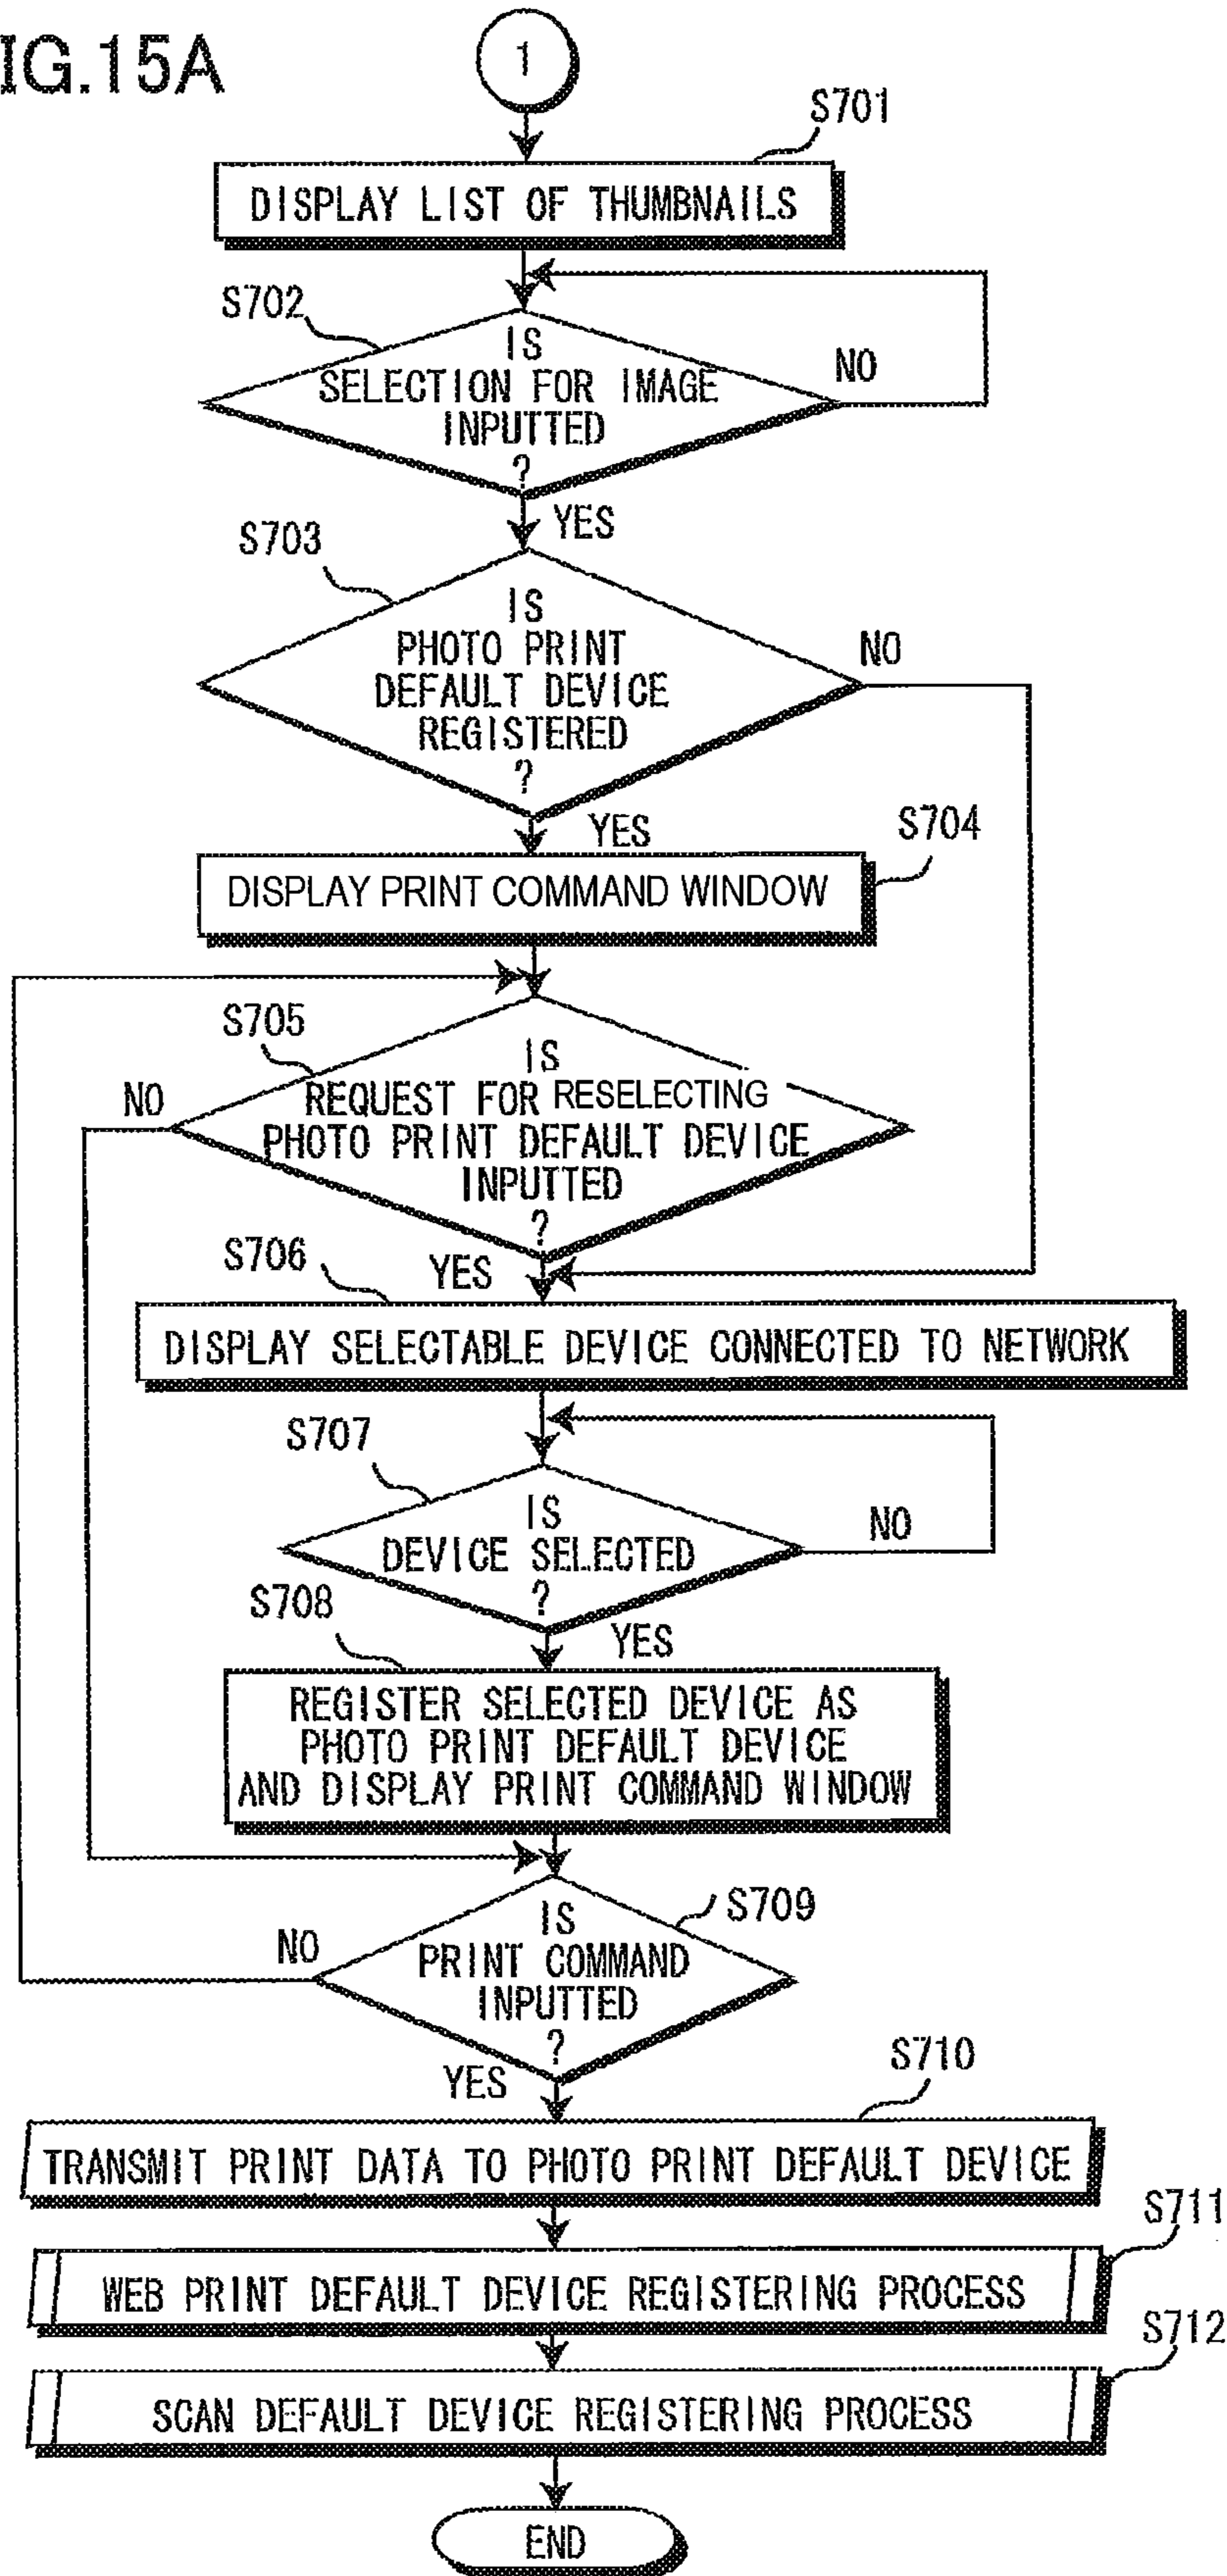 IG.15A
1
S701
DISPLAY LIST OF THUMBNAILS
S702
IS
SELECTION FOR IMAGE
INPUTTED
?
NO
YES
S703
IS
PHOTO PRINT
DEFAULT DEVICE
REGISTERED
?
NO
YES
S704
DISPLAY PRINT COMMAND WINDOW
S705
IS
REQUEST FOR RESELECTING
PHOTO PRINT DEFAULT DEVICE
INPUTTED
?
NO
YES
S706
DISPLAY SELECTABLE DEVICE CONNECTED TO NETWORK
S707
IS
DEVICE SELECTED
?
NO
YES
S708
REGISTER SELECTED DEVICE AS
PHOTO PRINT DEFAULT DEVICE
AND DISPLAY PRINT COMMAND WINDOW
S709
IS
PRINT COMMAND
INPUTTED
?
NO
YES
S710
TRANSMIT PRINT DATA TO PHOTO PRINT DEFAULT DEVICE
S711
WEB PRINT DEFAULT DEVICE REGISTERING PROCESS
S712
SCAN DEFAULT DEVICE REGISTERING PROCESS
END